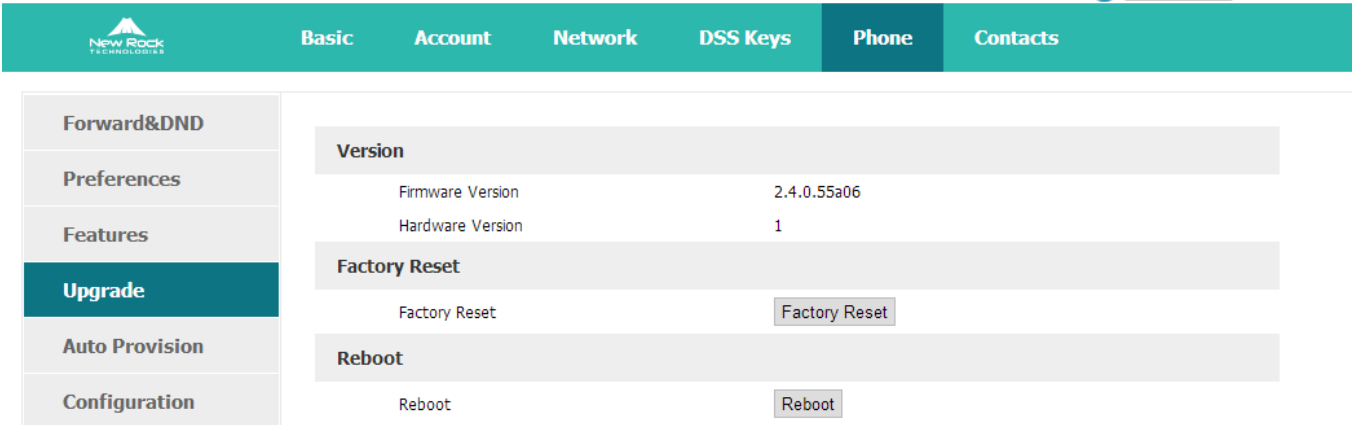 New Rock
TECHNOLOGIES
Basic Account Network DSS Keys Phone Contacts
Forward&DND
Preferences
Features
Upgrade
Auto Provision
Configuration
Version
Firmware Version 2.4.0.55a06
Hardware Version 1
Factory Reset
Factory Reset Factory Reset
Reboot
Reboot Reboot